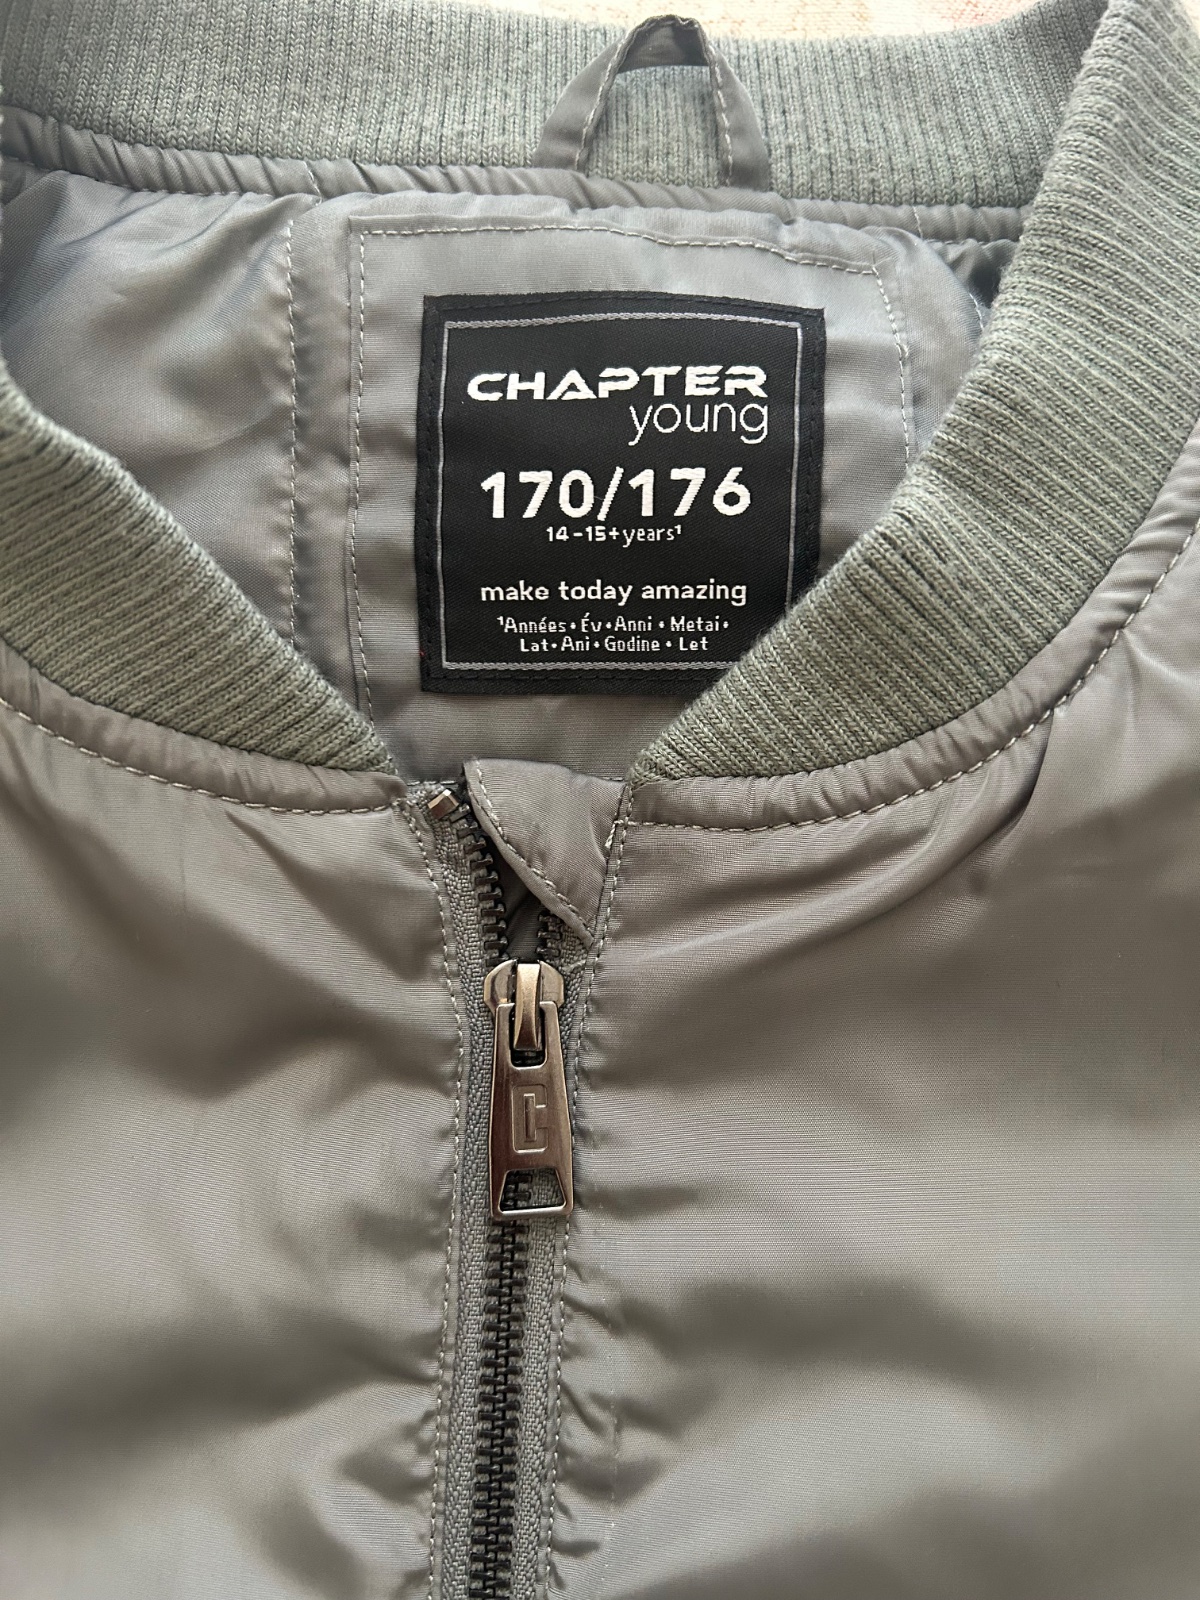 CHAPTER
young
170/176
14-15+years¹
make today amazing
¹Années • Év • Anni • Metai •
Lat • Ani • Godine • Let
C